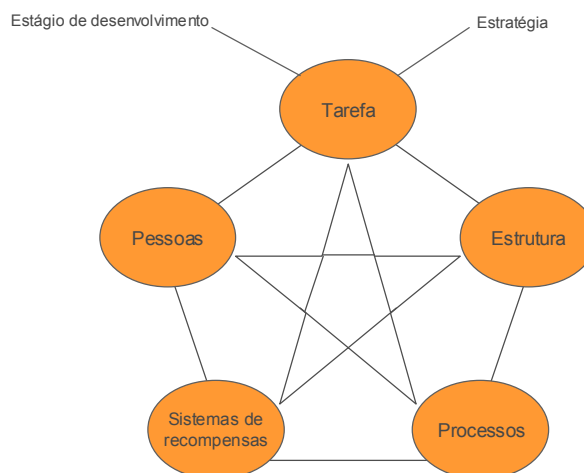 Estágio de desenvolvimento
Estratégia
Tarefa
Pessoas
Estrutura
Sistemas de
recompensas
Processos